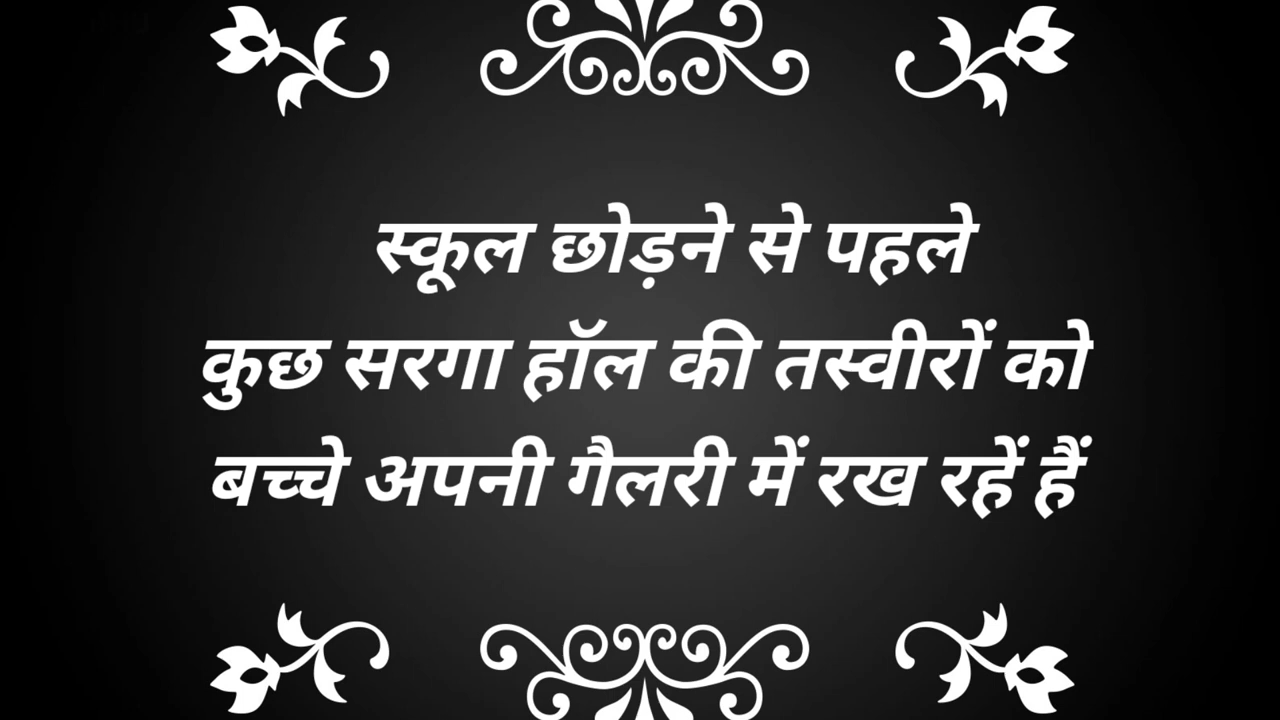 स्कूल छोड़ने से पहले
कुछ सरगा हॉल की तस्वीरों को
बच्चे अपनी गैलरी में रख रहें हैं